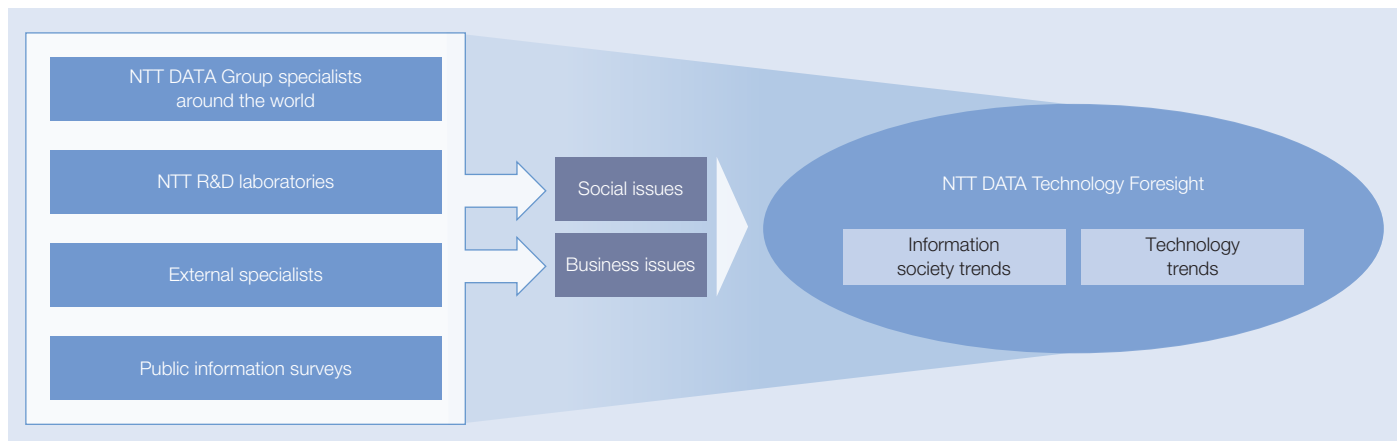 NTT DATA Group specialists
around the world
NTT R&D laboratories
External specialists
Public information surveys
Social issues
Business issues
NTT DATA Technology Foresight
Information
society trends
Technology
trends